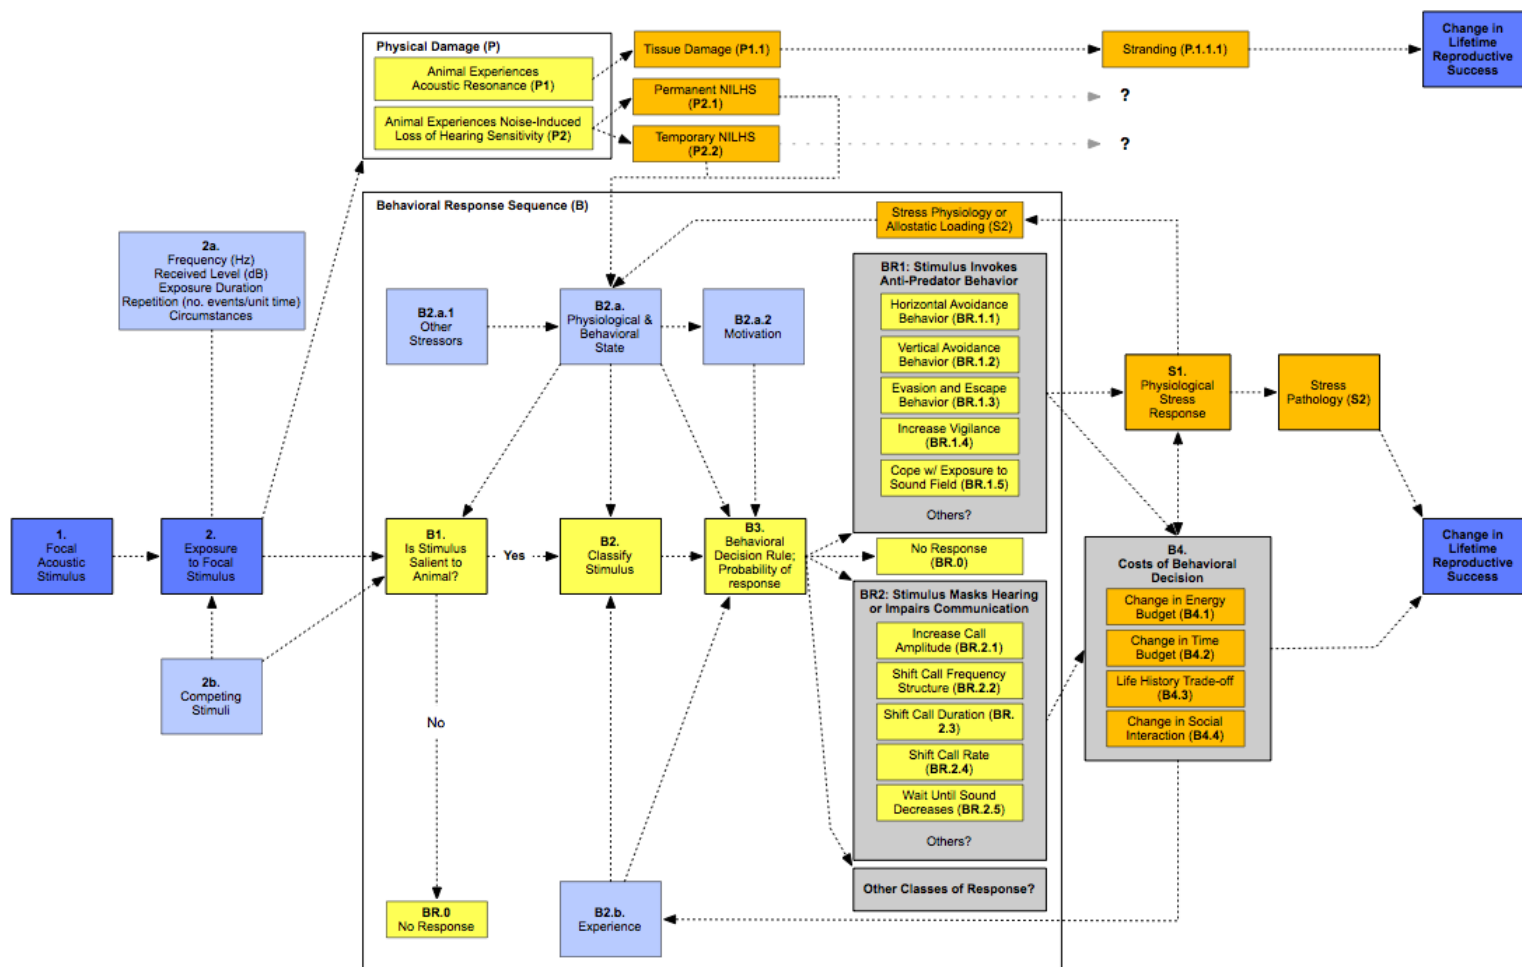 Physical Damage (P)
Animal Experiences
Acoustic Resonance (P1)
Animal Experiences Noise-Induced
Loss of Hearing Sensitivity (P2)
Tissue Damage (P1.1)
Permanent NILHS
(P2.1)
Temporary NILHS
(P2.2)
Stranding (P.1.1.1)
?
?
Change in
Lifetime
Reproductive
Success
Behavioral Response Sequence (B)
2a.
Frequency (Hz)
Received Level (dB)
Exposure Duration
Repetition (no. events/unit time)
Circumstances
1.
Focal
Acoustic
Stimulus
2.
Exposure
to Focal
Stimulus
2b.
Competing
Stimuli
B2.a.1
Other
Stressors
B2.a.
Physiological &
Behavioral
State
B2.a.2
Motivation
B1.
Is Stimulus
Salient to
Animal?
Yes
B2.
Classify
Stimulus
B3.
Behavioral
Decision Rule;
Probability of
response
No
BR.0
No Response
B2.b.
Experience
Stress Physiology or
Allostatic Loading (S2)
BR1: Stimulus Invokes
Anti-Predator Behavior
Horizontal Avoidance
Behavior (BR.1.1)
Vertical Avoidance
Behavior (BR.1.2)
Evasion and Escape
Behavior (BR.1.3)
Increase Vigilance
(BR.1.4)
Cope w/ Exposure to
Sound Field (BR.1.5)
Others?
No Response
(BR.0)
BR2: Stimulus Masks Hearing
or Impairs Communication
Increase Call
Amplitude (BR.2.1)
Shift Call Frequency
Structure (BR.2.2)
Shift Call Duration (BR.
2.3)
Shift Call Rate
(BR.2.4)
Wait Until Sound
Decreases (BR.2.5)
Others?
Other Classes of Response?
S1.
Physiological
Stress
Response
Stress
Pathology (S2)
B4.
Costs of Behavioral
Decision
Change in Energy
Budget (B4.1)
Change in Time
Budget (B4.2)
Life History Trade-off
(B4.3)
Change in Social
Interaction (B4.4)
Change in
Lifetime
Reproductive
Success